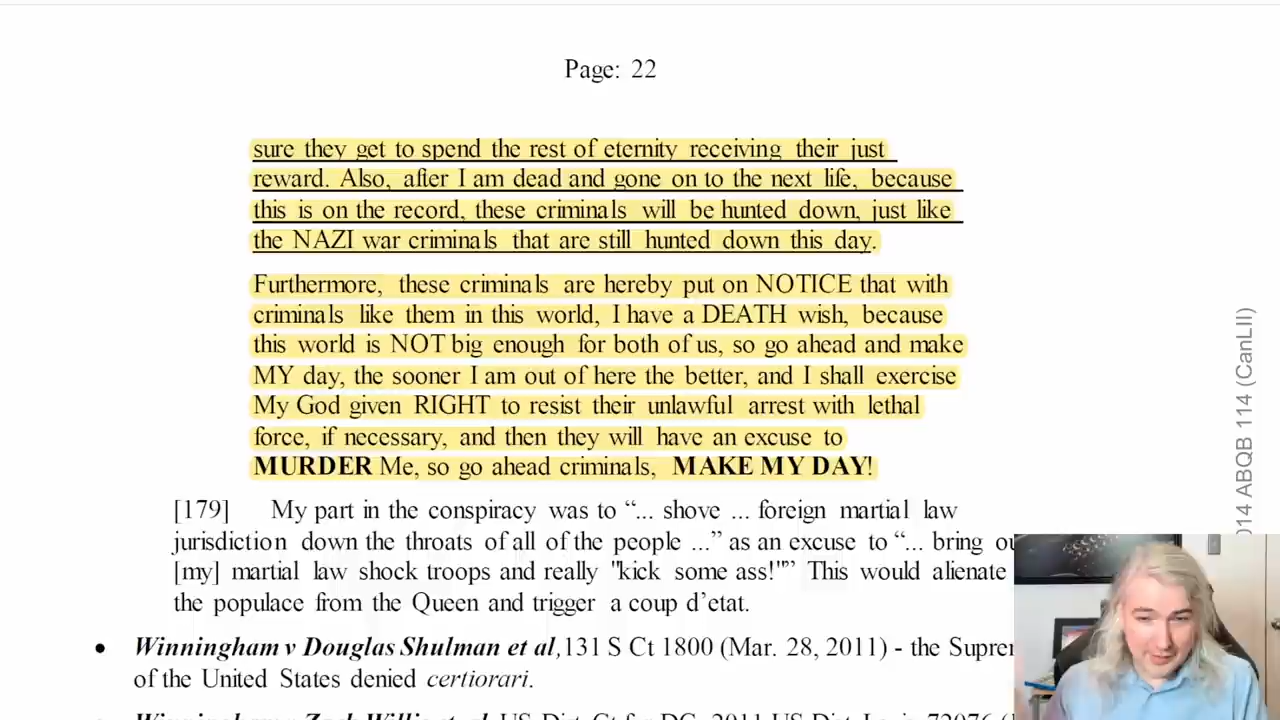 Page: 22
sure they get to spend the rest of eternity receiving their just
reward. Also, after I am dead and gone on to the next life, because
this is on the record, these criminals will be hunted down, just like
the NAZI war criminals that are still hunted down this day.
Furthermore, these criminals are hereby put on NOTICE that with
criminals like them in this world, I have a DEATH wish, because
this world is NOT big enough for both of us, so go ahead and make
MY day, the sooner I am out of here the better, and I shall exercise
My God given RIGHT to resist their unlawful arrest with lethal
force, if necessary, and then they will have an excuse to
MURDER Me, so go ahead criminals, MAKE MY DAY!
[179] My part in the conspiracy was to “... shove ... foreign martial law
jurisdiction down the throats of all of the people ...” as an excuse to “... bring
[my] martial law shock troops and really "kick some ass!"” This would alienate
the populace from the Queen and trigger a coup d’etat.
• Winningham v Douglas Shulman et al, 131 S Ct 1800 (Mar. 28, 2011) - the
of the United States denied certiorari.
ABQB 114 (CanLII)